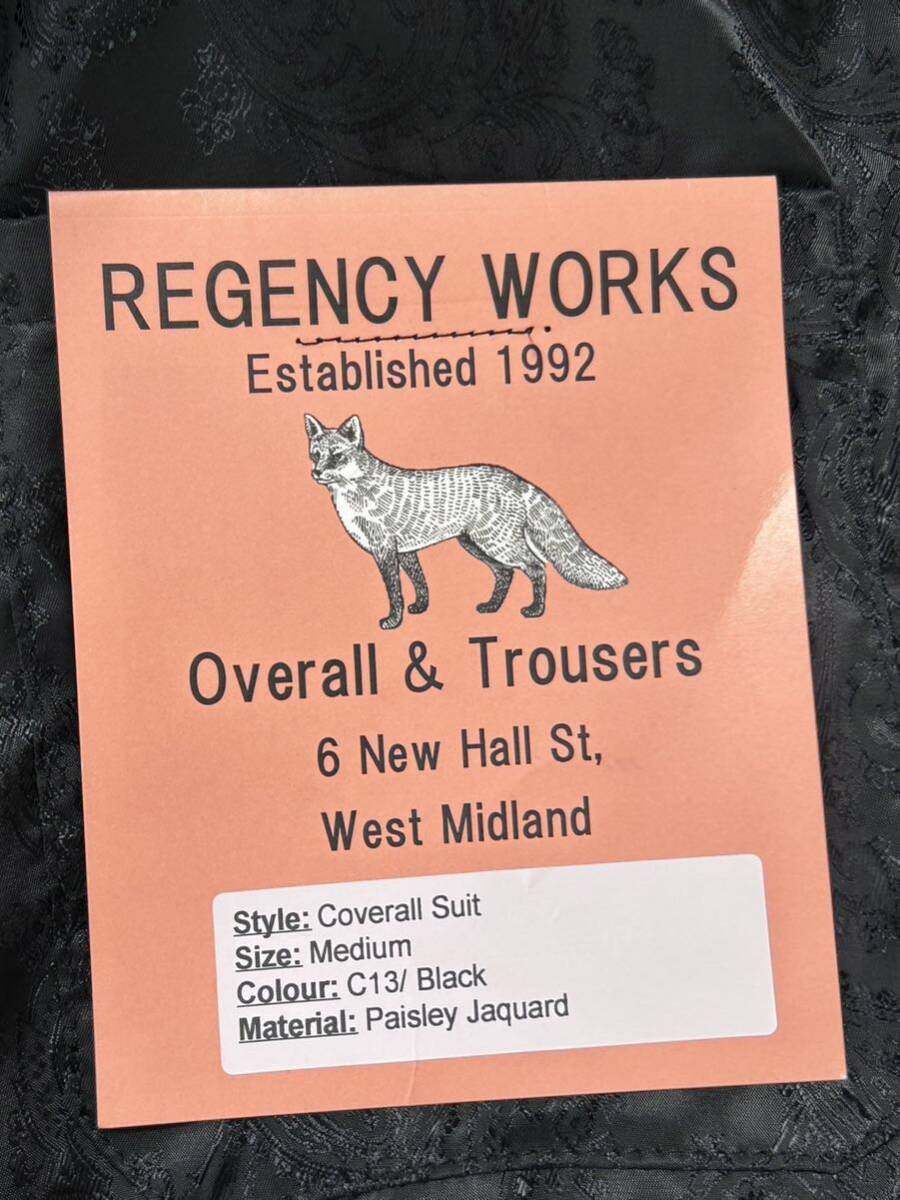 REGENCY WORKS
Established 1992
Overall & Trousers
6 New Hall St,
West Midland
Style: Coverall Suit
Size: Medium
Colour: C13/ Black
Material: Paisley Jaquard